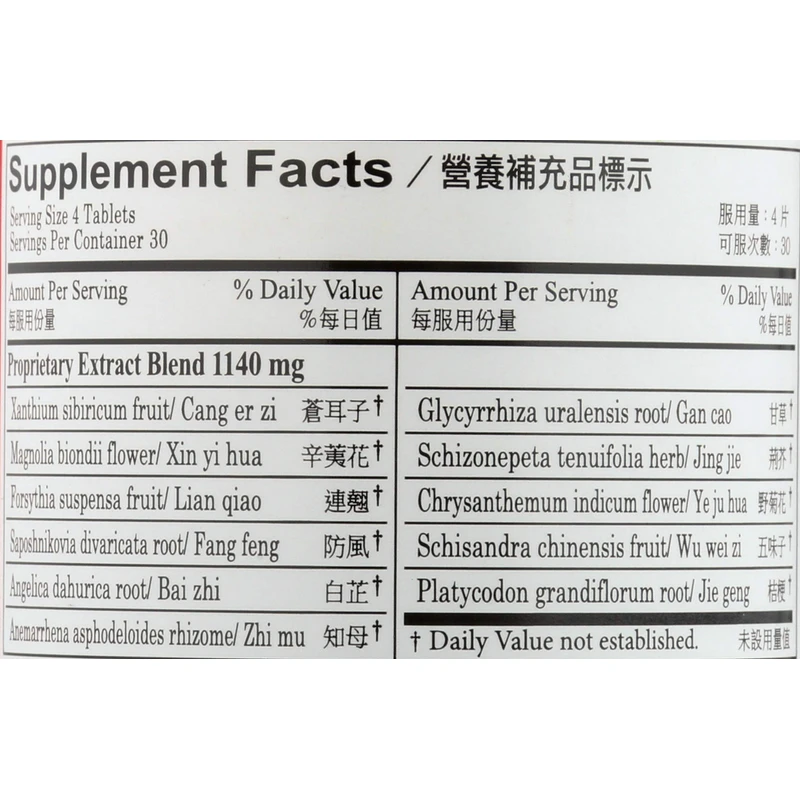 Supplement Facts / 營養補充品標示
Serving Size 4 Tablets 服用量：4 片
Servings Per Container 30 可服次數：30
Amount Per Serving % Daily Value
每服用份量 %每日值
Proprietary Extract Blend 1140 mg
Xanthium sibiricum fruit/ Cang er zi 蒼耳子†
Magnolia biondii flower/ Xin yi hua 辛荑花†
Forsythia suspensa fruit/ Lian qiao 連翹†
Saposhnikovia divaricata root/ Fang feng 防風†
Angelica dahurica root/ Bai zhi 白芷†
Anemarrhena asphodeloides rhizome/ Zhi mu 知母†
Amount Per Serving % Daily Value
每服用份量 %每日值
Glycyrrhiza uralensis root/ Gan cao 甘草†
Schizonepeta tenuifolia herb/ Jing jie 荊芥†
Chrysanthemum indicum flower/ Ye ju hua 野菊花†
Schisandra chinensis fruit/ Wu wei zi 五味子†
Platycodon grandiflorum root/ Jie geng 桔梗†
† Daily Value not established. 未設用量值